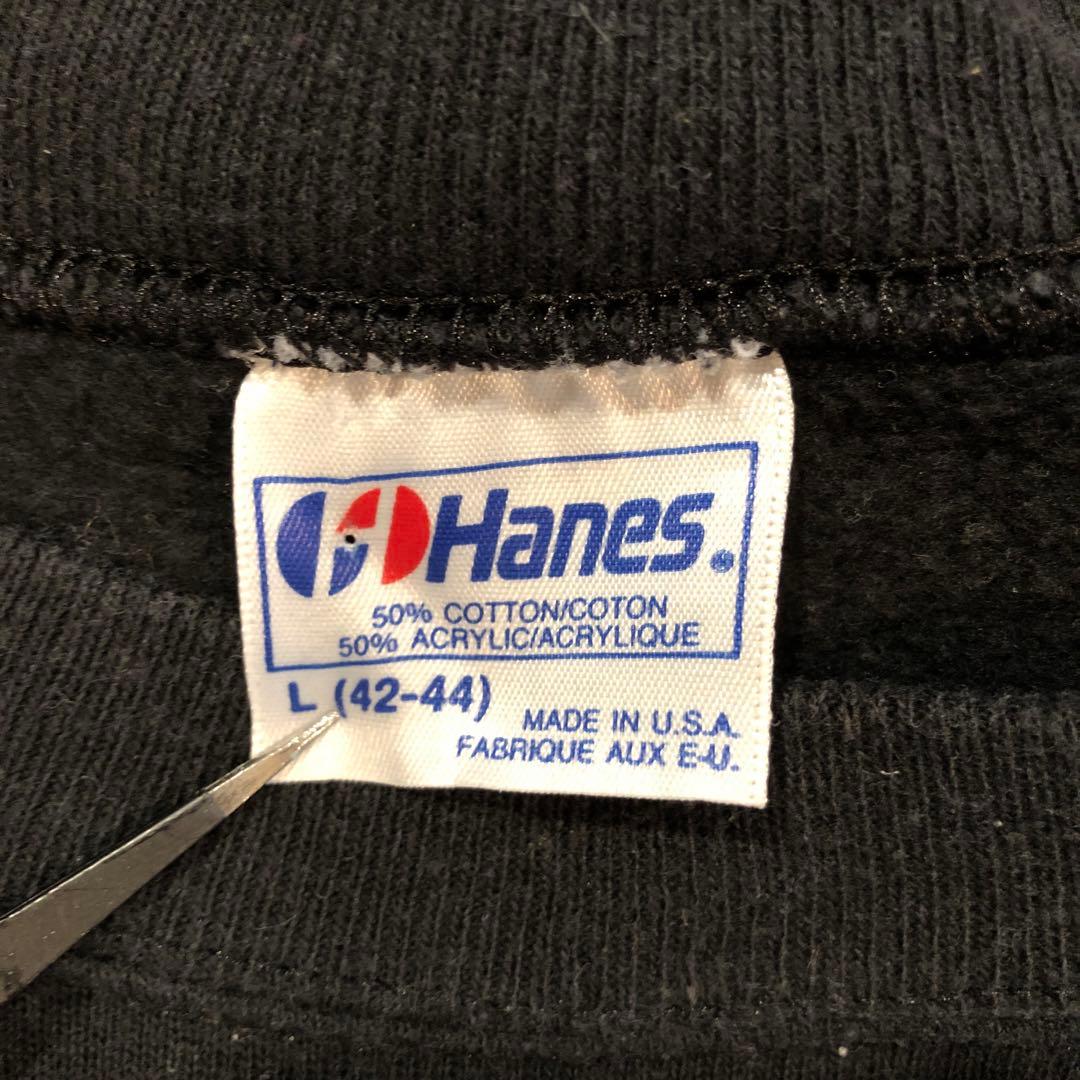 Hanes®
50% COTTON/COTON
50% ACRYLIC/ACRYLIQUE
L (42-44)
MADE IN U.S.A.
FABRIQUE AUX E-U.